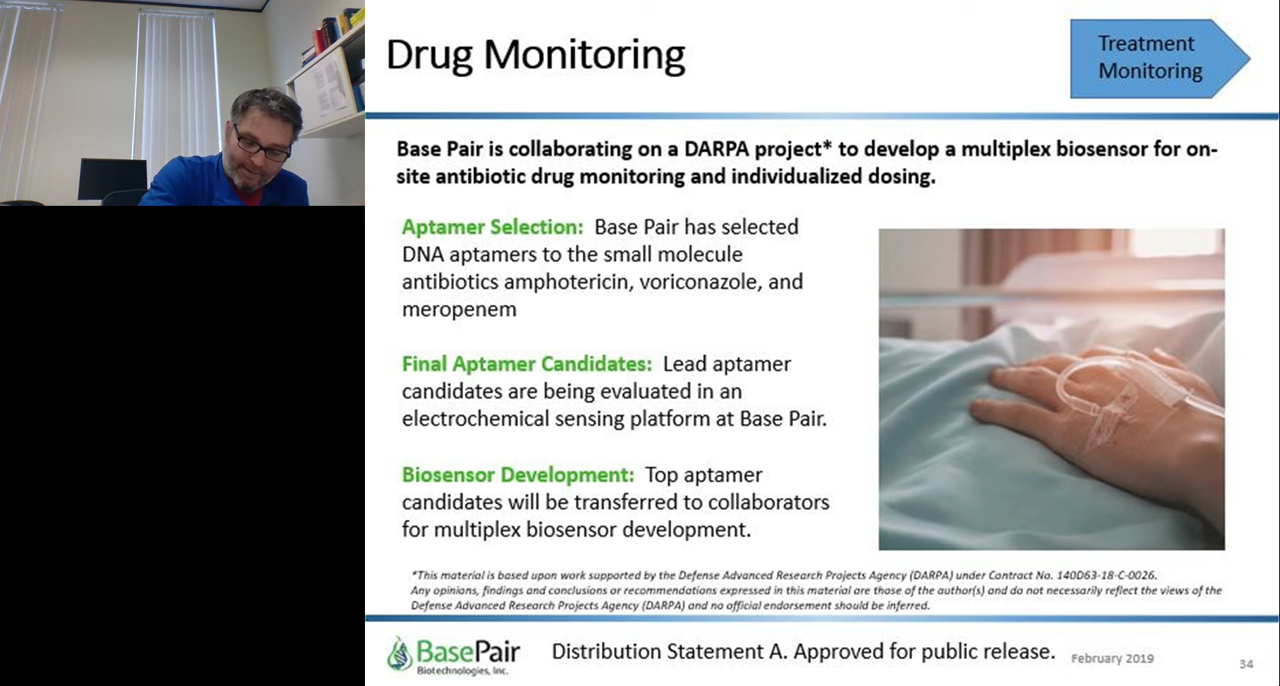 Drug Monitoring
Treatment
Monitoring
Base Pair is collaborating on a DARPA project* to develop a multiplex biosensor for on-
site antibiotic drug monitoring and individualized dosing.
Aptamer Selection: Base Pair has selected
DNA aptamers to the small molecule
antibiotics amphotericin, voriconazole, and
meropenem
Final Aptamer Candidates: Lead aptamer
candidates are being evaluated in an
electrochemical sensing platform at Base Pair.
Biosensor Development: Top aptamer
candidates will be transferred to collaborators
for multiplex biosensor development.
*This material is based upon work supported by the Defense Advanced Research Projects Agency (DARPA) under Contract No. 140D63-18-C-0026.
Any opinions, findings and conclusions or recommendations expressed in this material are those of the author(s) and do not necessarily reflect the views of the
Defense Advanced Research Projects Agency (DARPA) and no official endorsement should be inferred.
BasePair
Biotechnologies, Inc.
Distribution Statement A. Approved for public release.
February 2019
34